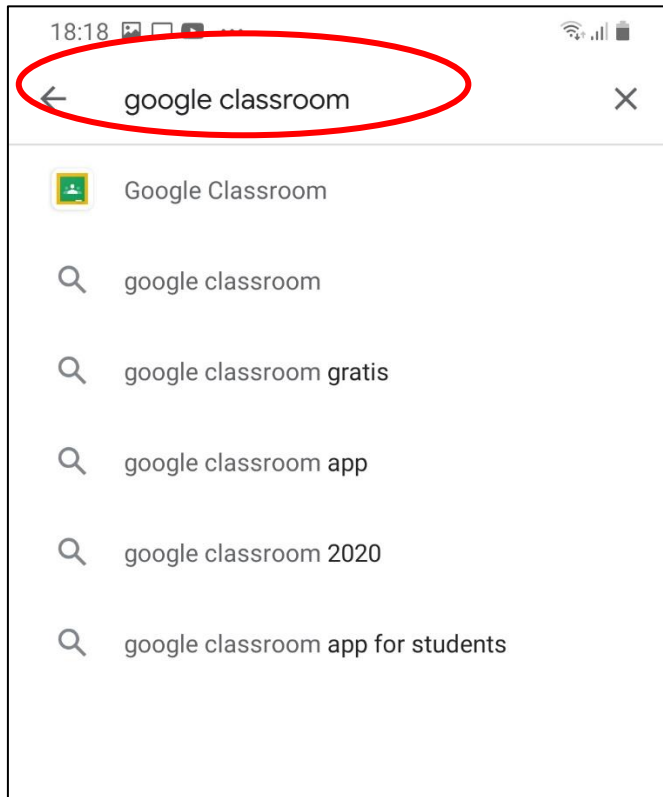 18:18
google classroom
Google Classroom
google classroom
google classroom gratis
google classroom app
google classroom 2020
google classroom app for students